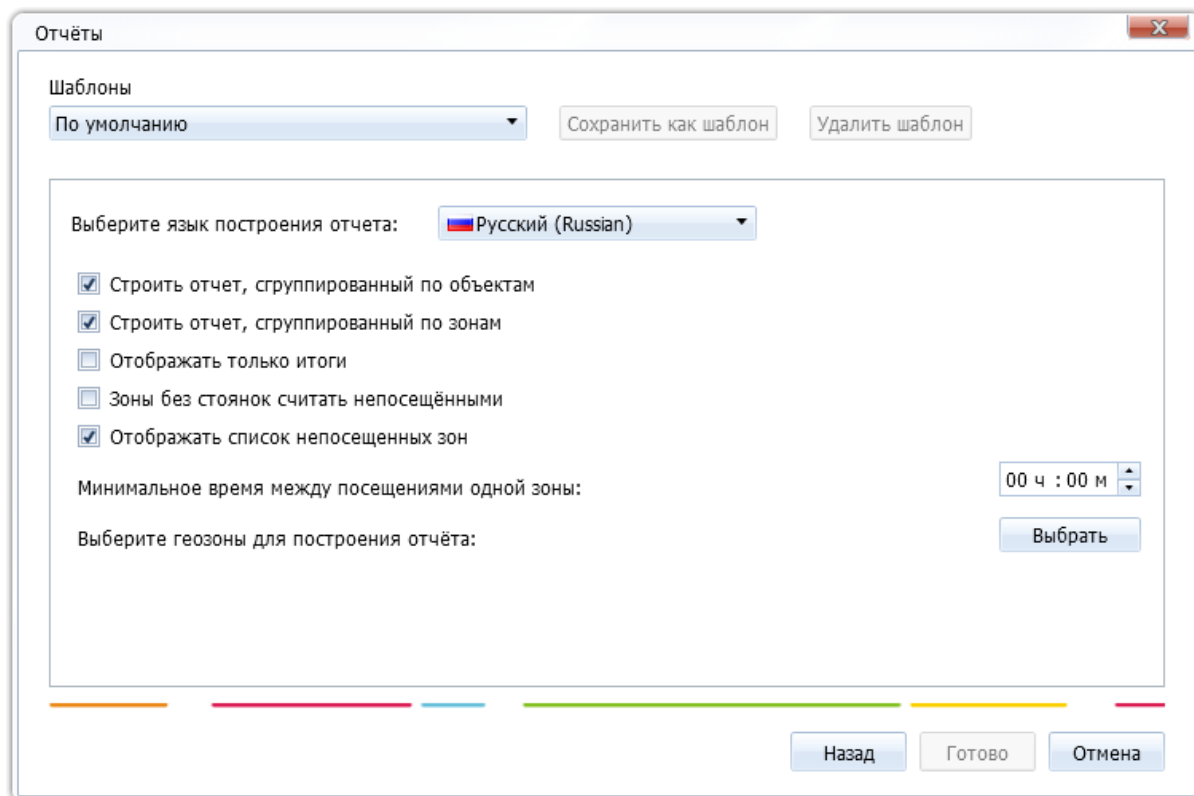 Отчёты
Шаблоны
По умолчанию
Сохранить как шаблон
Удалить шаблон
Выберите язык построения отчета:
Русский (Russian)
Строить отчет, сгруппированный по объектам
Строить отчет, сгруппированный по зонам
Отображать только итоги
Зоны без стоянок считать непосещёнными
Отображать список непосещенных зон
Минимальное время между посещениями одной зоны:
00 ч : 00 м
Выберите геозоны для построения отчёта:
Выбрать
Назад
Готово
Отмена